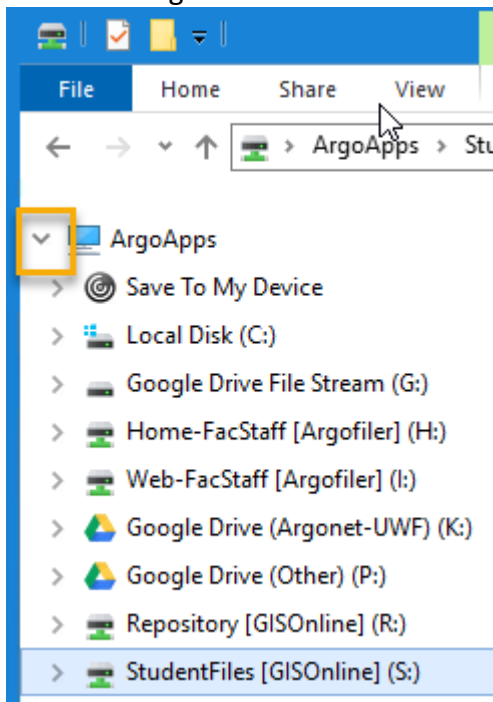 File Home Share View
ArgoApps > Stu
ArgoApps
Save To My Device
Local Disk (C:)
Google Drive File Stream (G:)
Home-FacStaff [Argofiler] (H:)
Web-FacStaff [Argofiler] (I:)
Google Drive (Argonet-UWF) (K:)
Google Drive (Other) (P:)
Repository [GISOnline] (R:)
StudentFiles [GISOnline] (S:)